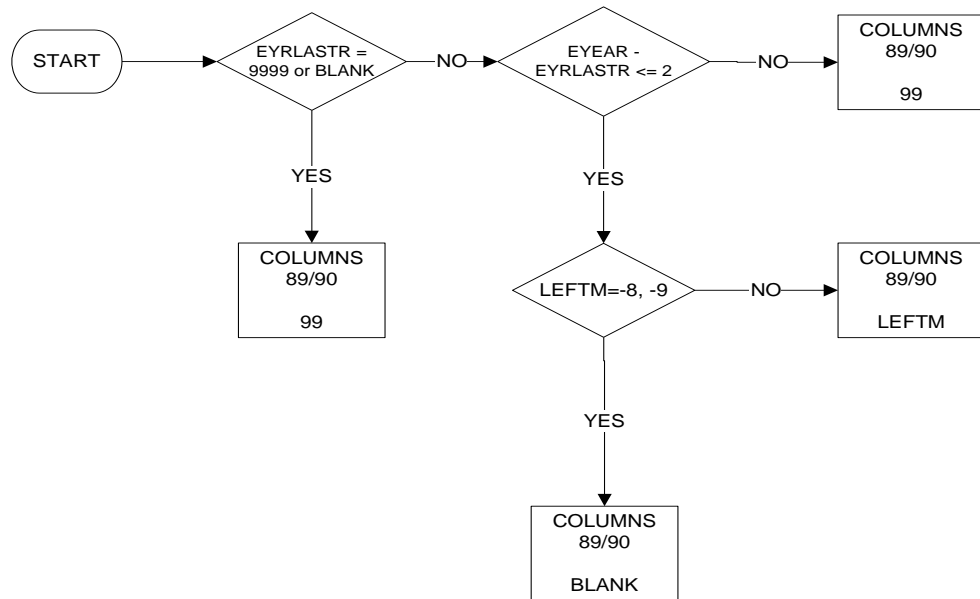 START
EYRLASTR =
9999 or BLANK
NO
EYEAR -
EYRLASTR <= 2
NO
COLUMNS
89/90
99
YES
YES
COLUMNS
89/90
99
LEFTM=-8, -9
NO
COLUMNS
89/90
LEFTM
YES
COLUMNS
89/90
BLANK